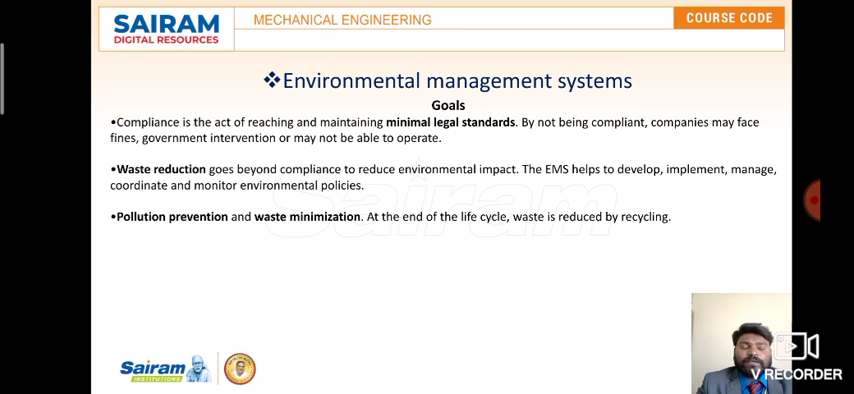 SAIRAM
DIGITAL RESOURCES
MECHANICAL ENGINEERING
COURSE CODE
❖Environmental management systems
Goals
•Compliance is the act of reaching and maintaining minimal legal standards. By not being compliant, companies may face
fines, government intervention or may not be able to operate.
•Waste reduction goes beyond compliance to reduce environmental impact. The EMS helps to develop, implement, manage,
coordinate and monitor environmental policies.
•Pollution prevention and waste minimization. At the end of the life cycle, waste is reduced by recycling.
Sairam
Sairam
INSTITUTIONS
V RECORDER